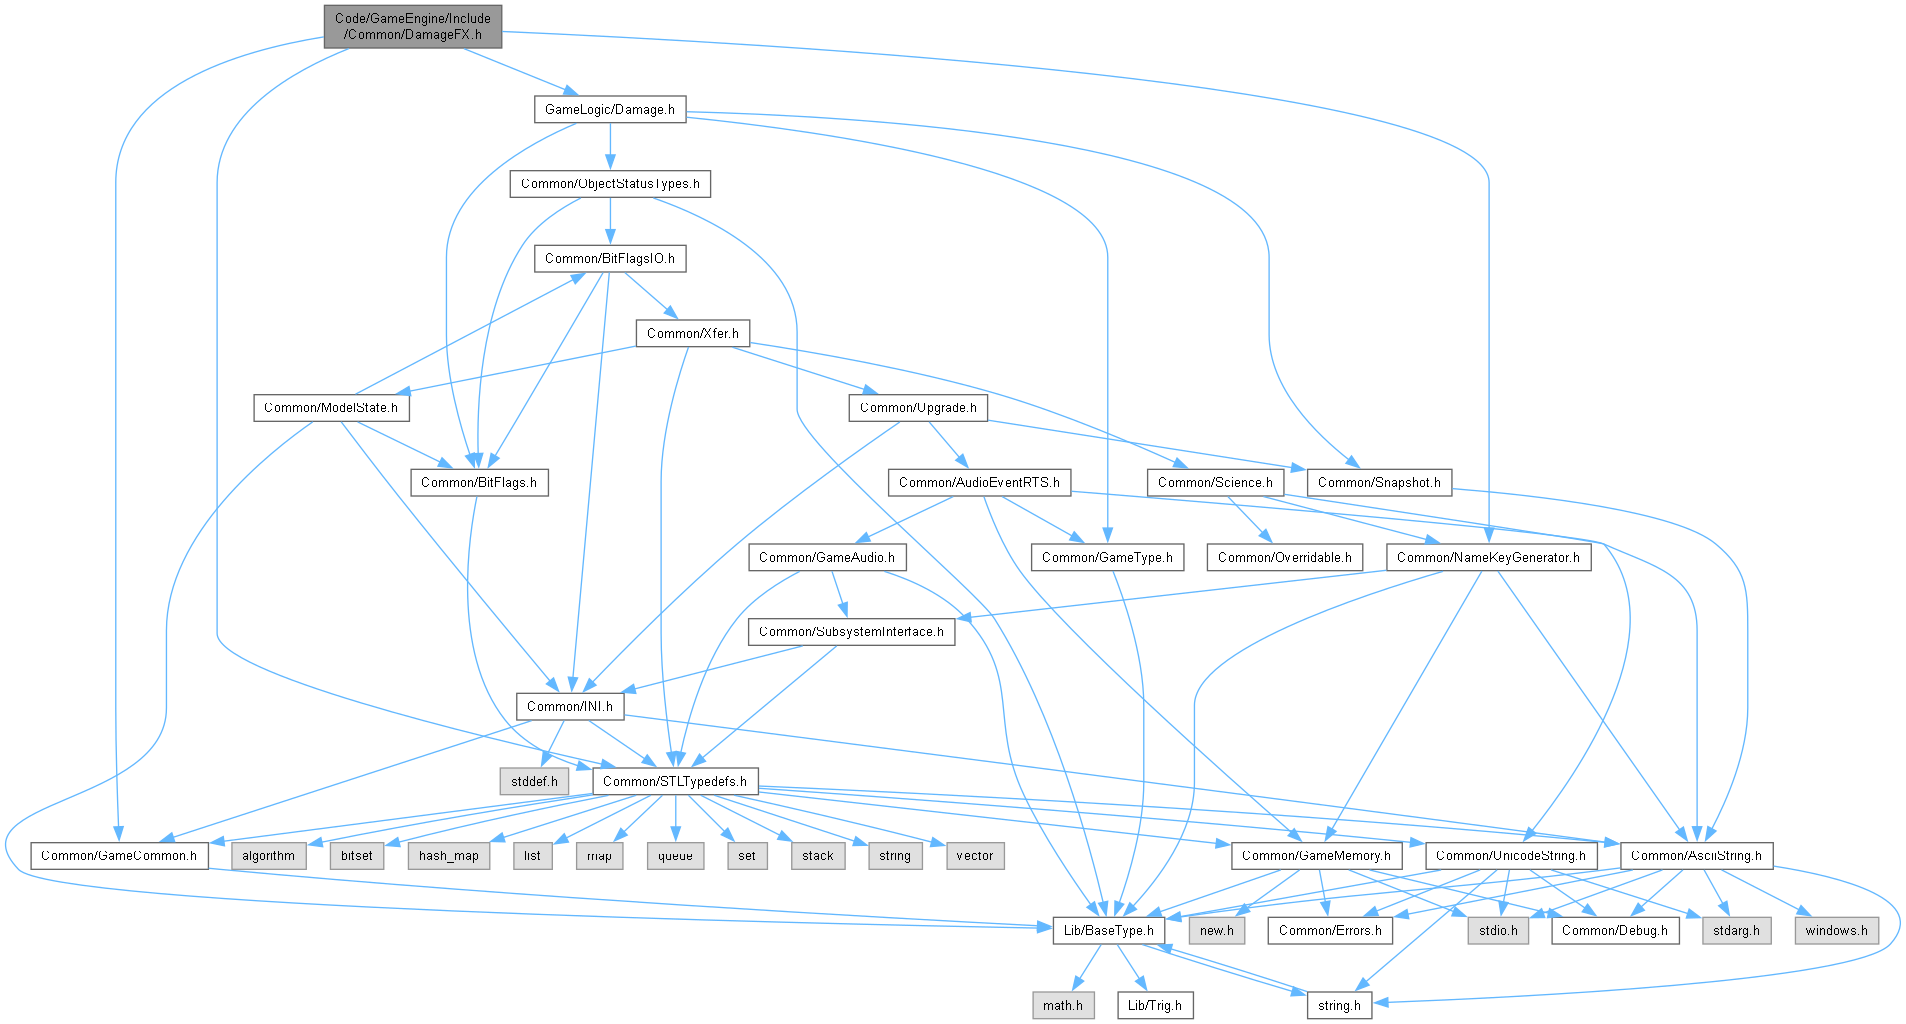 Code/GameEngine/Include
/Common/DamageFX.h
GameLogic/Damage.h
Common/ObjectStatusTypes.h
Common/BitFlagsIO.h
Common/Xfer.h
Common/ModelState.h
Common/Upgrade.h
Common/BitFlags.h
Common/AudioEventRTS.h
Common/Science.h
Common/Snapshot.h
Common/GameAudio.h
Common/GameType.h
Common/Overridable.h
Common/NameKeyGenerator.h
Common/SubsystemInterface.h
Common/INI.h
stddef.h
Common/STLTypedefs.h
Common/GameCommon.h
algorithm
bitset
hash_map
list
map
queue
set
stack
string
vector
Common/GameMemory.h
Common/UnicodeString.h
Common/AsciiString.h
Lib/BaseType.h
new.h
Common/Errors.h
stdio.h
Common/Debug.h
stdarg.h
windows.h
math.h
Lib/Trig.h
string.h